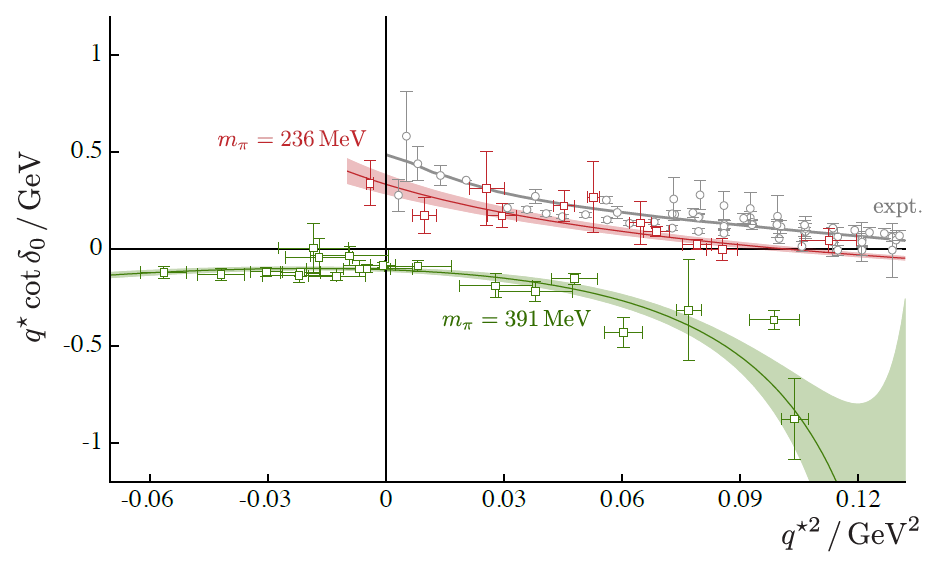 1
0.5
0
-0.5
-1
q⋆ cot δ₀ / GeV
mπ = 236 MeV
expt.
mπ = 391 MeV
-0.06 -0.03 0 0.03 0.06 0.09 0.12
q⋆² / GeV²